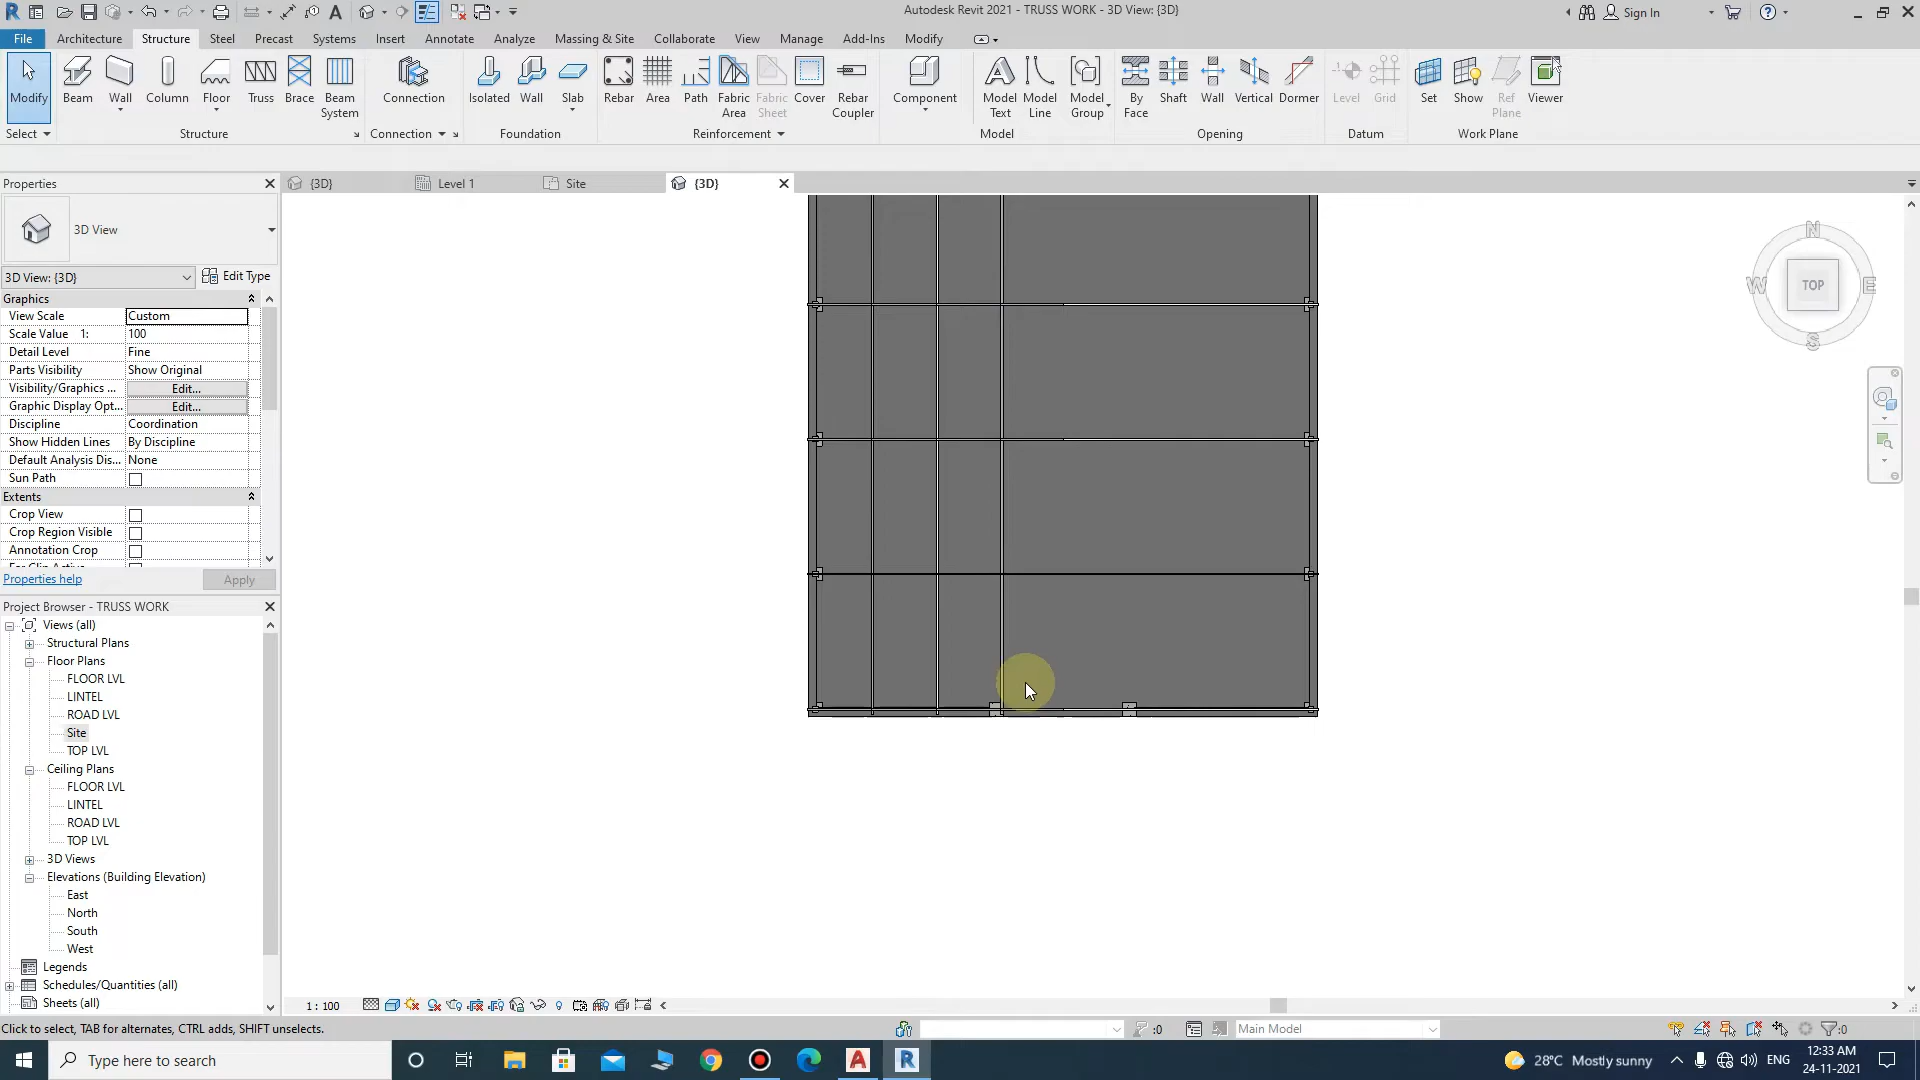 Autodesk Revit 2021 - TRUSS WORK - 3D View: {3D}
Sign In
File Architecture Structure Steel Precast Systems Insert Annotate Analyze Massing & Site Collaborate View Manage Add-Ins Modify
Modify Beam Wall Column Floor Truss Brace Beam System Connection Isolated Wall Slab Rebar Area Path Fabric Area Fabric Sheet Cover Rebar Coupler Component Model Text Model Line Model Group By Face Shaft Wall Vertical Dormer Level Grid Set Show Ref Plane Viewer
Select Structure Connection Foundation Reinforcement Model Opening Datum Work Plane
Properties
{3D} Level 1 Site {3D}
3D View
3D View: {3D} Edit Type
Graphics
View Scale Custom
Scale Value 1: 100
Detail Level Fine
Parts Visibility Show Original
Visibility/Graphics ... Edit...
Graphic Display Opt... Edit...
Discipline Coordination
Show Hidden Lines By Discipline
Default Analysis Dis... None
Sun Path
Extents
Crop View
Crop Region Visible
Annotation Crop
Properties help Apply
N
W TOP E
S
Project Browser - TRUSS WORK
Views (all)
Structural Plans
Floor Plans
FLOOR LVL
LINTEL
ROAD LVL
Site
TOP LVL
Ceiling Plans
FLOOR LVL
LINTEL
ROAD LVL
TOP LVL
3D Views
Elevations (Building Elevation)
East
North
South
West
Legends
Schedules/Quantities (all)
Sheets (all)
1 : 100
Click to select, TAB for alternates, CTRL adds, SHIFT unselects.
:0
Main Model
:0
Type here to search
28°C Mostly sunny
ENG
12:33 AM
24-11-2021